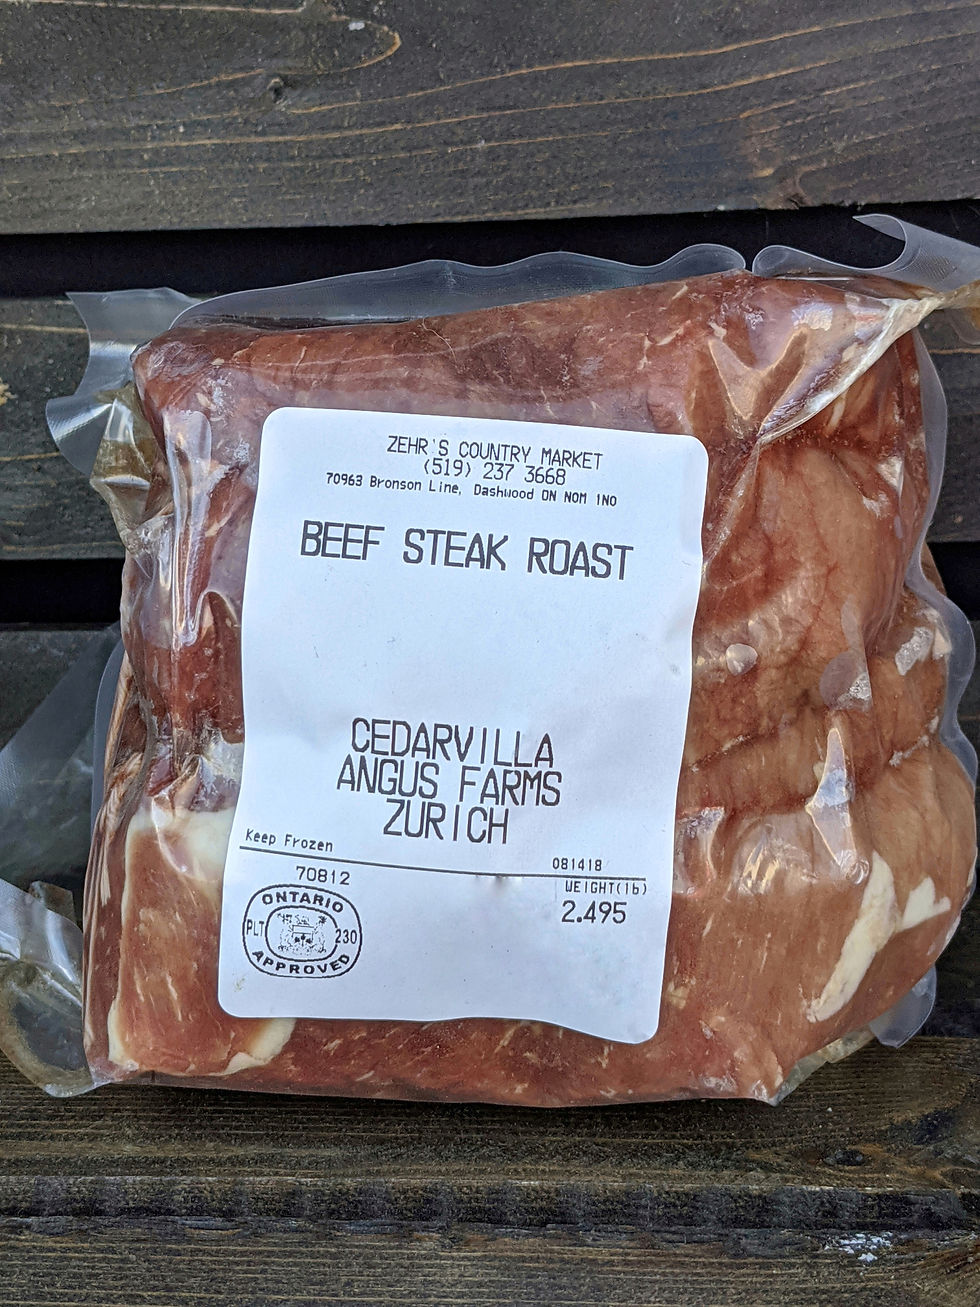 ZEHR'S COUNTRY MARKET
(519) 237 3668
70963 Bronson Line, Dashwood ON N0M 1N0
BEEF STEAK ROAST
CEDARVILLA
ANGUS FARMS
ZURICH
Keep Frozen
081418
70812
WEIGHT(lb)
2.495
ONTARIO
PLT 230
APPROVED